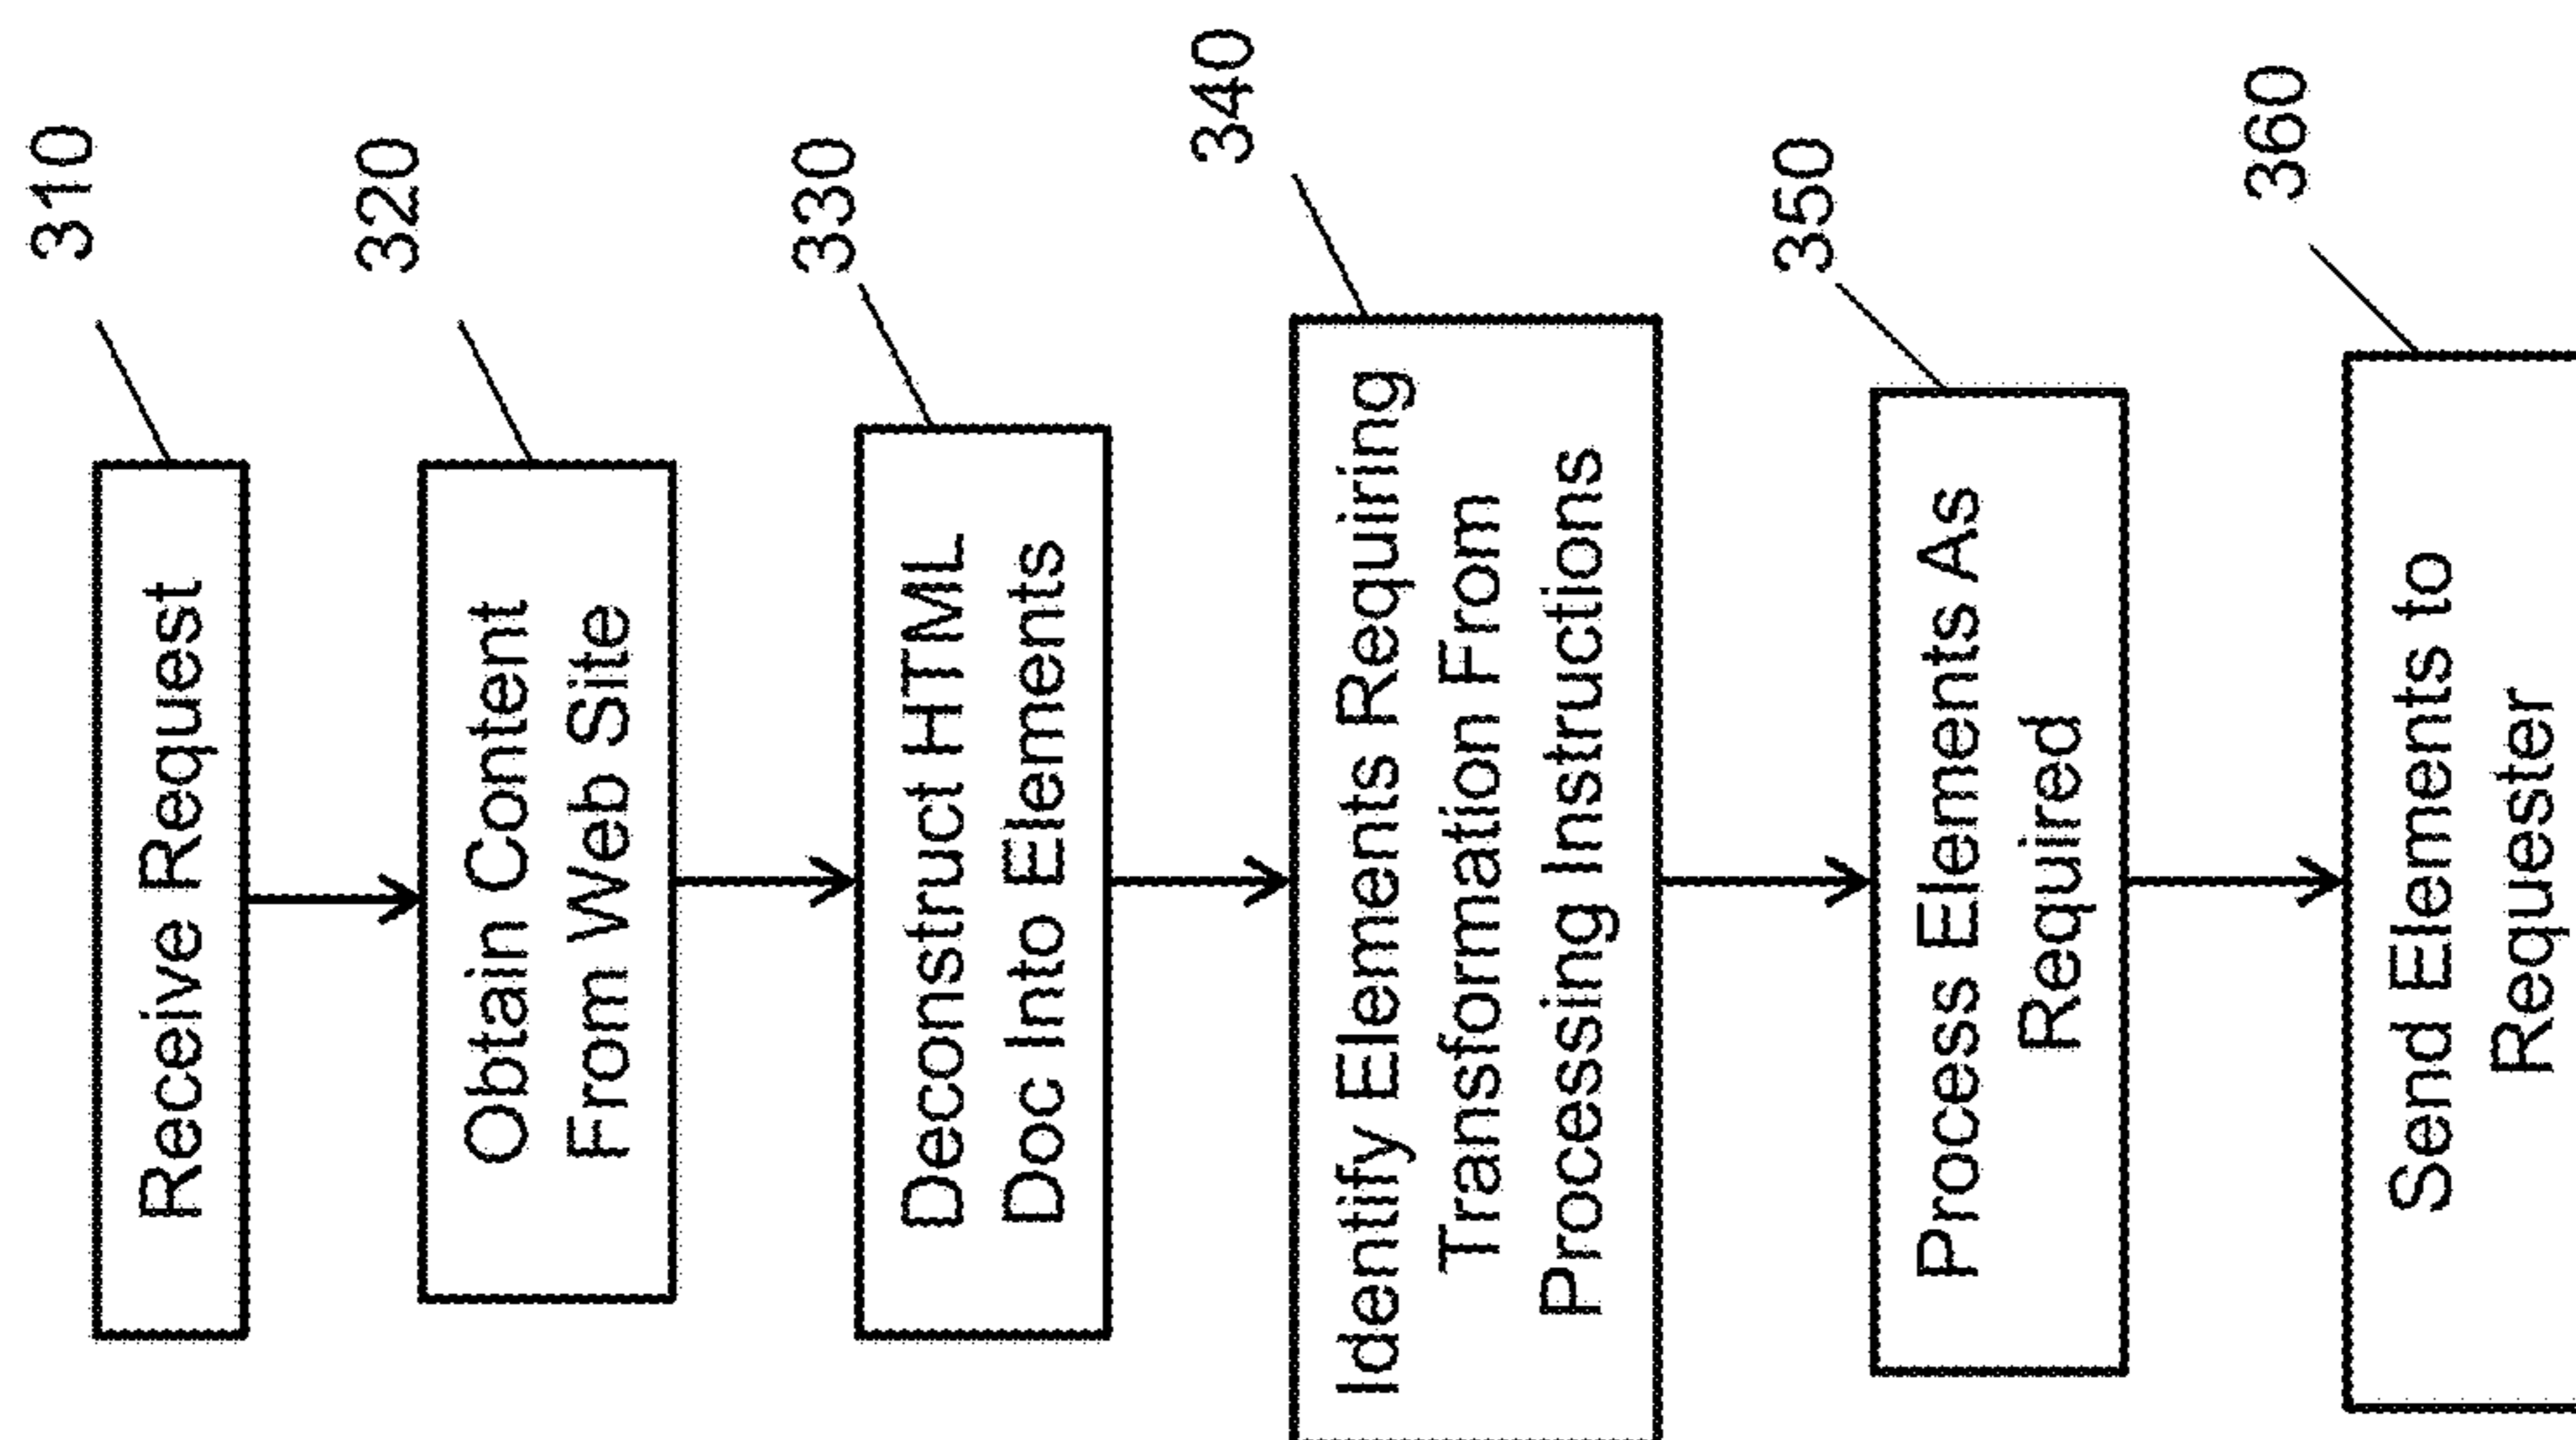 310
Receive Request
320
Obtain Content
From Web Site
330
Deconstruct HTML
Doc Into Elements
340
Identify Elements Requiring
Transformation From
Processing Instructions
350
Process Elements As
Required
360
Send Elements to
Requester